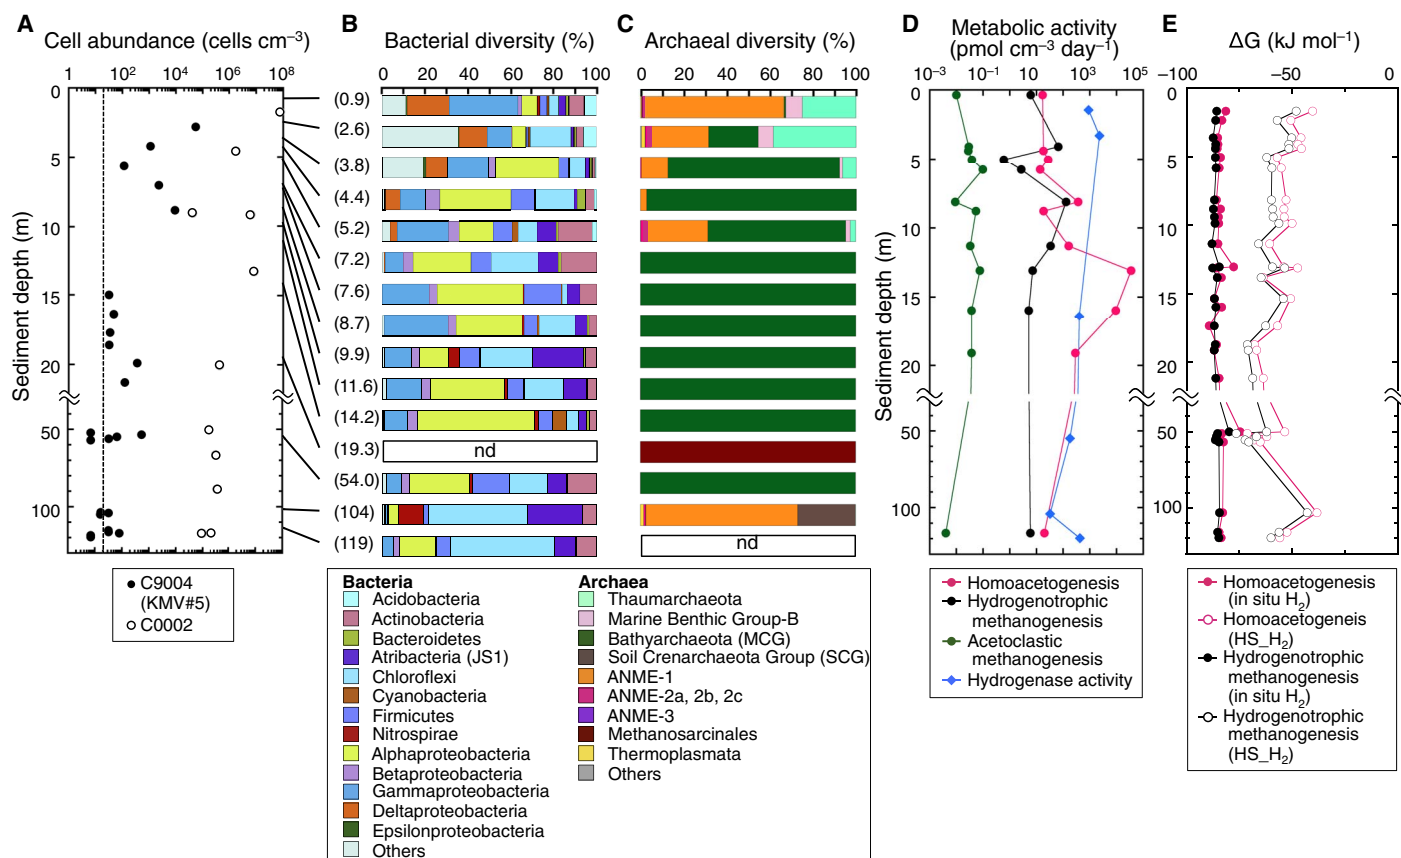 A
Cell abundance (cells cm⁻³)
1 10² 10⁴ 10⁶ 10⁸
0
5
10
15
20
50
100
Sediment depth (m)
C9004
(KMV#5)
C0002
B
Bacterial diversity (%)
0 20 40 60 80 100
(0.9)
(2.6)
(3.8)
(4.4)
(5.2)
(7.2)
(7.6)
(8.7)
(9.9)
(11.6)
(14.2)
(19.3)
nd
(54.0)
(104)
(119)
C
Archaeal diversity (%)
0 20 40 60 80 100
nd
Bacteria
Acidobacteria
Actinobacteria
Bacteroidetes
Atribacteria (JS1)
Chloroflexi
Cyanobacteria
Firmicutes
Nitrospirae
Alphaproteobacteria
Betaproteobacteria
Gammaproteobacteria
Deltaproteobacteria
Epsilonproteobacteria
Others
Archaea
Thaumarchaeota
Marine Benthic Group-B
Bathyarchaeota (MCG)
Soil Crenarchaeota Group (SCG)
ANME-1
ANME-2a, 2b, 2c
ANME-3
Methanosarcinales
Thermoplasmata
Others
D
Metabolic activity
(pmol cm⁻³ day⁻¹)
10⁻³ 10⁻¹ 10 10³ 10⁵
0
5
10
15
20
50
100
Sediment depth (m)
Homoacetogenesis
Hydrogenotrophic
methanogenesis
Acetoclastic
methanogenesis
Hydrogenase activity
E
ΔG (kJ mol⁻¹)
−100 −50 0
0
5
10
15
20
50
100
Homoacetogenesis
(in situ H₂)
Homoacetogeneis
(HS_H₂)
Hydrogenotrophic
methanogenesis
(in situ H₂)
Hydrogenotrophic
methanogenesis
(HS_H₂)